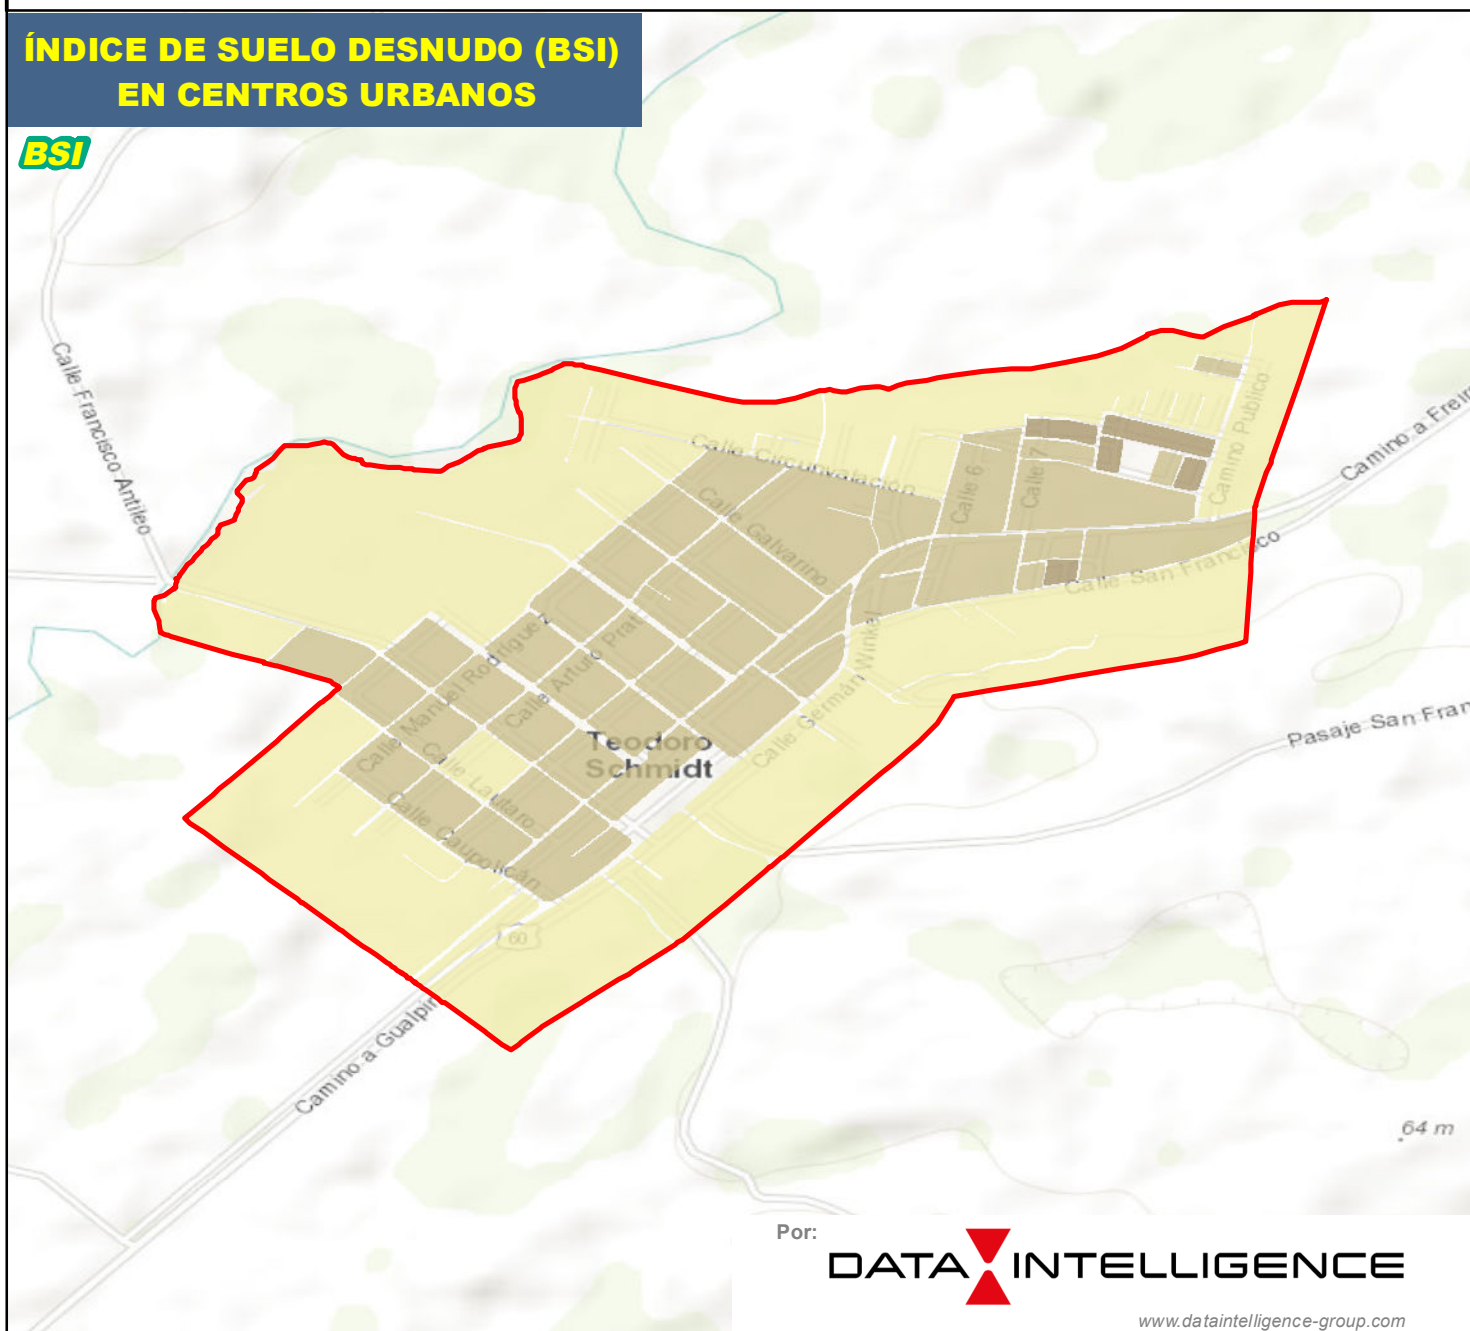 ÍNDICE DE SUELO DESNUDO (BSI)
EN CENTROS URBANOS
BSI
Calle Francisco Antileo
Calle Circunvalación
Calle 6
Calle 7
Camino Publico
Camino a Freir
Calle Galvarino
Calle San Francisco
Calle Manuel Rodriguez
Calle Arturo Prat
Calle Germán Winkel
Teodoro
Schmidt
Pasaje San Fran
Calle Lautaro
Calle Caupolicán
60
Camino a Gualpin
64 m
Por:
DATA INTELLIGENCE
www.dataintelligence-group.com